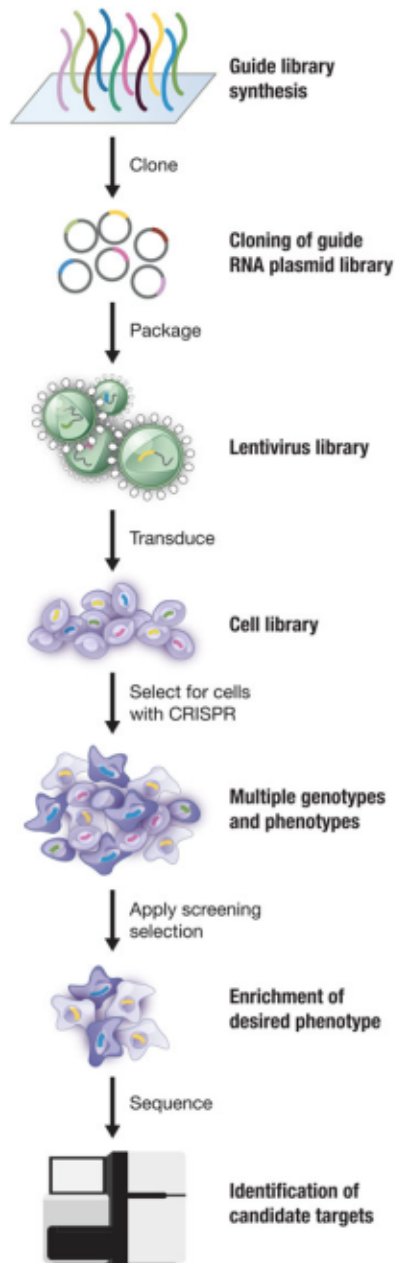 Guide library
synthesis
Clone
Cloning of guide
RNA plasmid library
Package
Lentivirus library
Transduce
Cell library
Select for cells
with CRISPR
Multiple genotypes
and phenotypes
Apply screening
selection
Enrichment of
desired phenotype
Sequence
Identification of
candidate targets